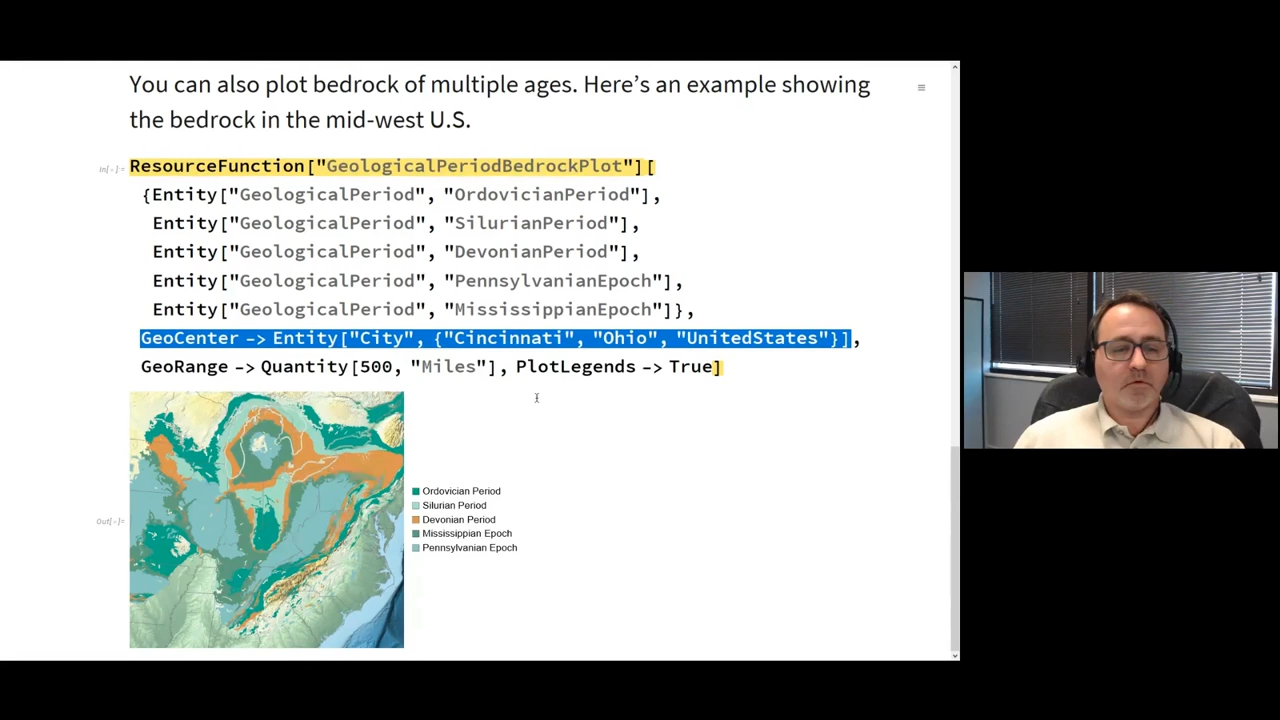 You can also plot bedrock of multiple ages. Here's an example showing
the bedrock in the mid-west U.S.
In[•]:=
ResourceFunction["GeologicalPeriodBedrockPlot"][
{Entity["GeologicalPeriod", "OrdovicianPeriod"],
Entity["GeologicalPeriod", "SilurianPeriod"],
Entity["GeologicalPeriod", "DevonianPeriod"],
Entity["GeologicalPeriod", "PennsylvanianEpoch"],
Entity["GeologicalPeriod", "MississippianEpoch"]},
GeoCenter -> Entity["City", {"Cincinnati", "Ohio", "UnitedStates"}],
GeoRange -> Quantity[500, "Miles"], PlotLegends -> True]
Out[•]=
Ordovician Period
Silurian Period
Devonian Period
Mississippian Epoch
Pennsylvanian Epoch